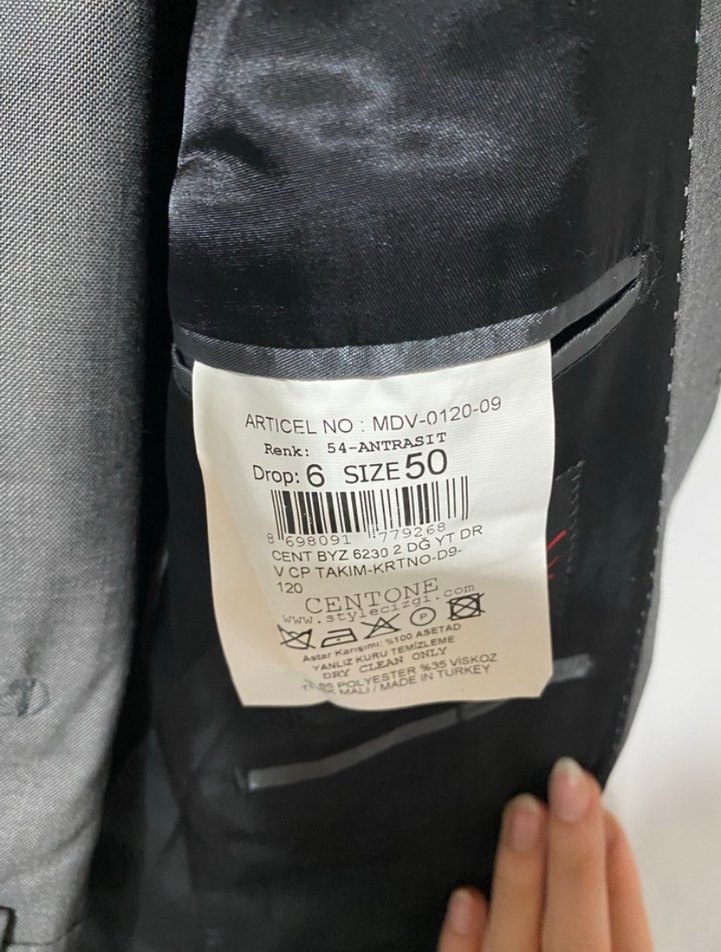 ARTICEL NO : MDV-0120-09
Renk: 54-ANTRASIT
Drop: 6 SIZE 50
8 698091 779268
CENT BYZ 6230 2 DĞ YT DR
V CP TAKIM-KRTNO-D9-
120
CENTONE
www.stylecizgi.com
P
Astar Karışımı: %100 ASETAD
YANLIZ KURU TEMİZLEME
DRY CLEAN ONLY
POLYESTER %35 VİSKOZ
MALI / MADE IN TURKEY